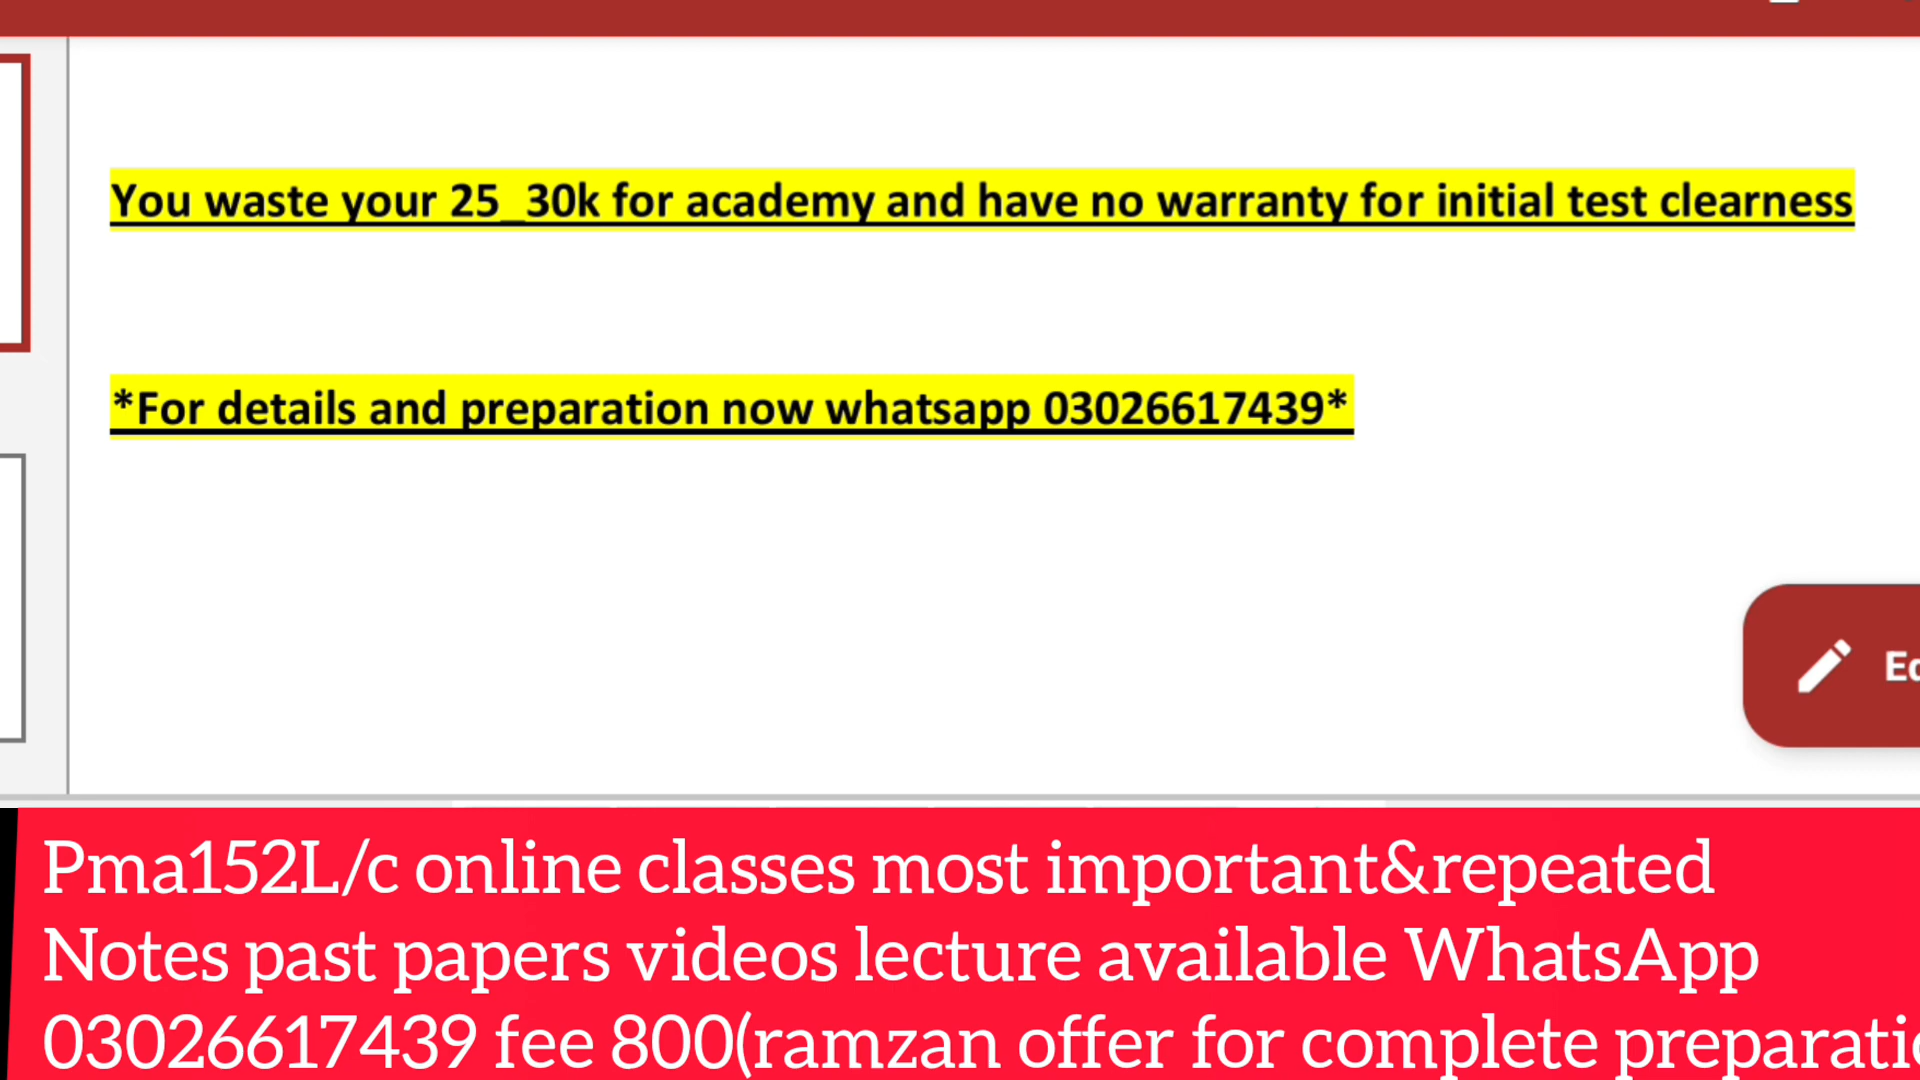 You waste your 25_30k for academy and have no warranty for initial test clearness
*For details and preparation now whatsapp 03026617439*
Pma152L/c online classes most important&repeated
Notes past papers videos lecture available WhatsApp
03026617439 fee 800(ramzan offer for complete